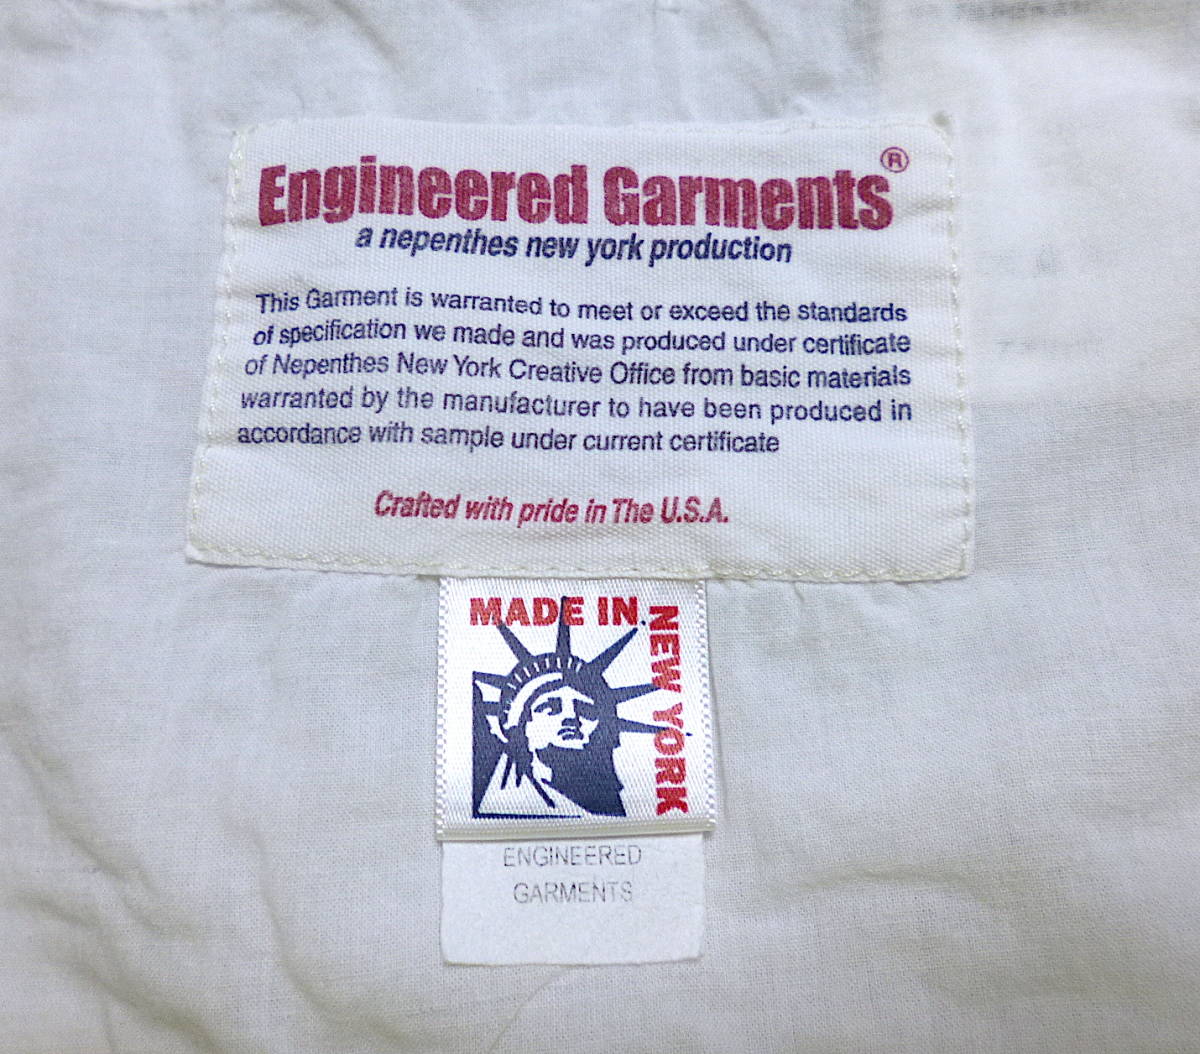 Engineered Garments®
a nepenthes new york production
This Garment is warranted to meet or exceed the standards
of specification we made and was produced under certificate
of Nepenthes New York Creative Office from basic materials
warranted by the manufacturer to have been produced in
accordance with sample under current certificate
Crafted with pride in The U.S.A.
MADE IN
NEW YORK
ENGINEERED
GARMENTS